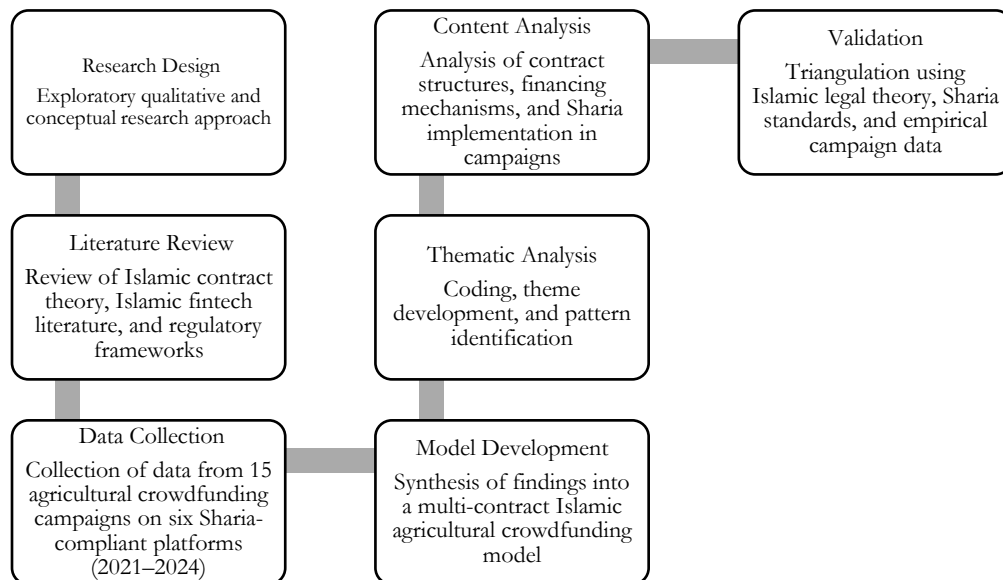 Research Design
Exploratory qualitative and
conceptual research approach
Literature Review
Review of Islamic contract
theory, Islamic fintech
literature, and regulatory
frameworks
Data Collection
Collection of data from 15
agricultural crowdfunding
campaigns on six Sharia-
compliant platforms
(2021–2024)
Model Development
Synthesis of findings into
a multi-contract Islamic
agricultural crowdfunding
model
Thematic Analysis
Coding, theme
development, and pattern
identification
Content Analysis
Analysis of contract
structures, financing
mechanisms, and Sharia
implementation in
campaigns
Validation
Triangulation using
Islamic legal theory, Sharia
standards, and empirical
campaign data